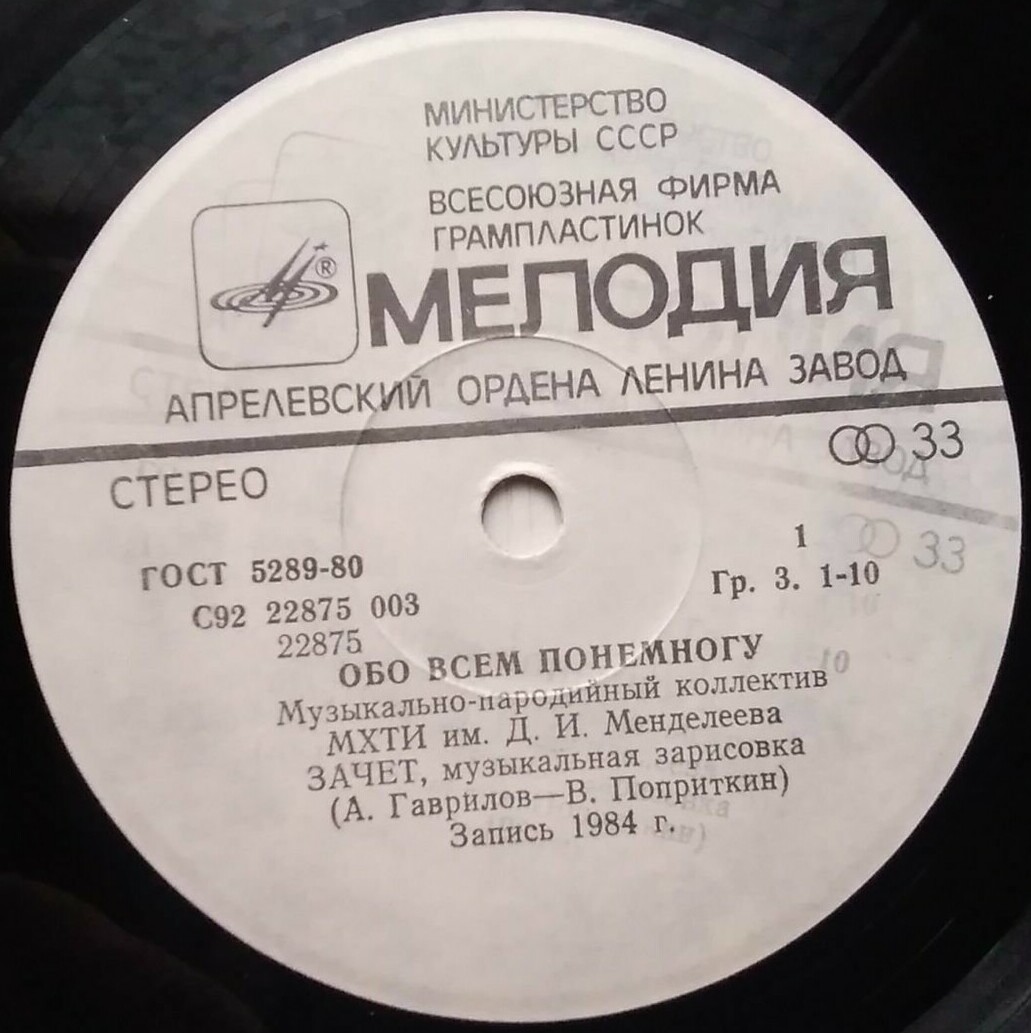 МИНИСТЕРСТВО
КУЛЬТУРЫ СССР
ВСЕСОЮЗНАЯ ФИРМА
ГРАМПЛАСТИНОК
®
МЕЛОДИЯ
АПРЕЛЕВСКИЙ ОРДЕНА ЛЕНИНА ЗАВОД
СТЕРЕО
33
ГОСТ 5289-80
1
33
С92 22875 003
Гр. 3. 1-10
22875
ОБО ВСЕМ ПОНЕМНОГУ
Музыкально-пародийный коллектив
МХТИ им. Д. И. Менделеева
ЗАЧЕТ, музыкальная зарисовка
(А. Гаврилов—В. Поприткин)
Запись 1984 г.